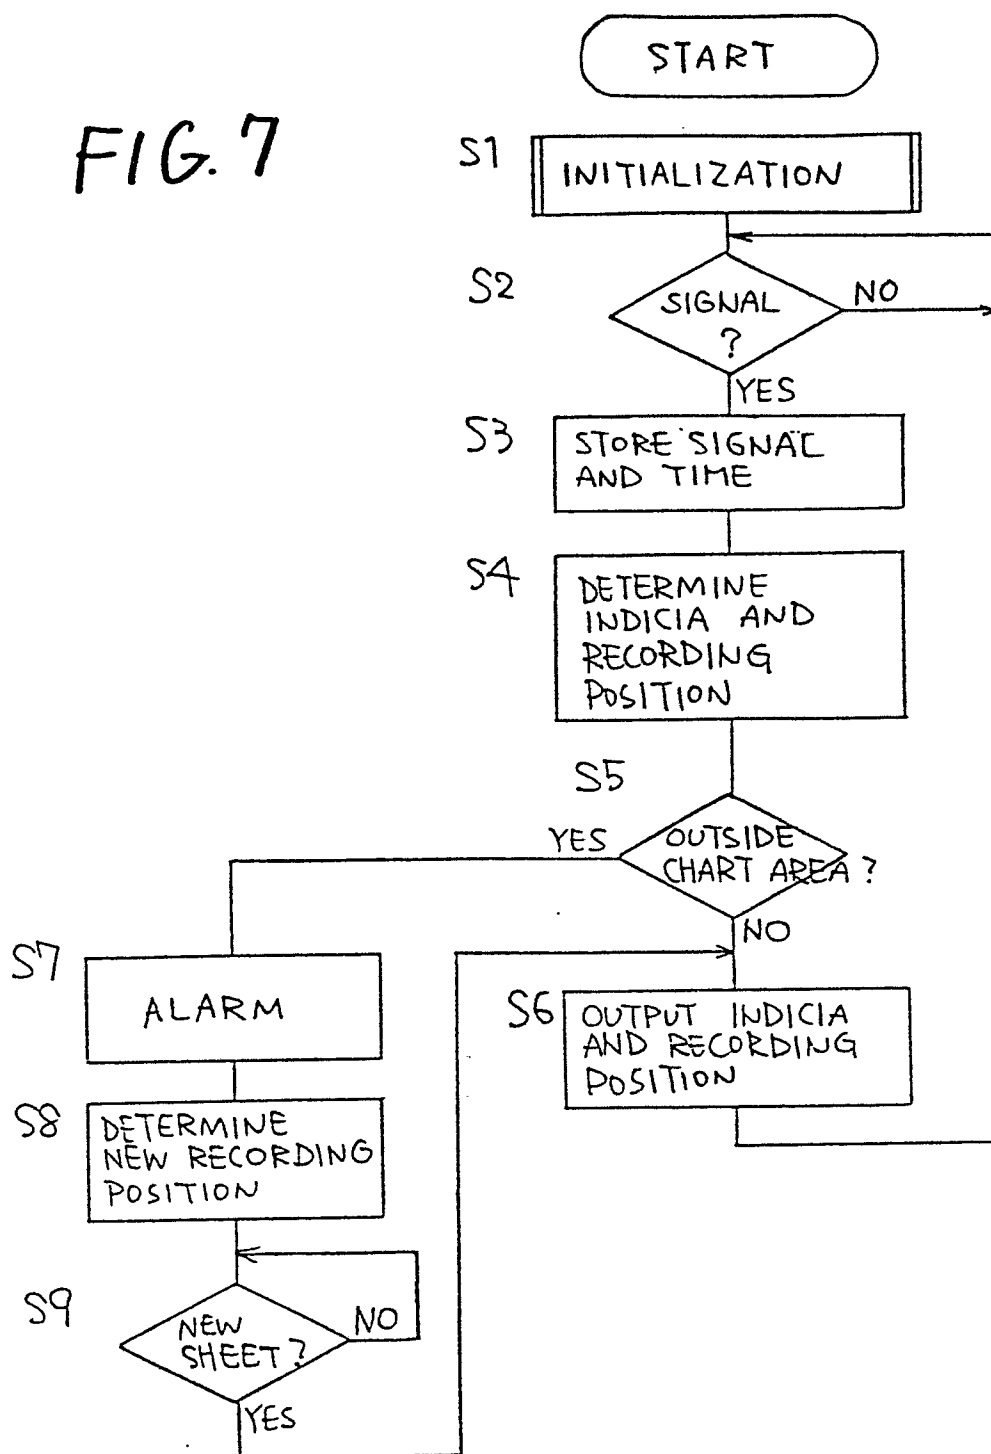 FIG. 7
START
S1
INITIALIZATION
S2
SIGNAL
?
NO
YES
S3
STORE SIGNAL
AND TIME
S4
DETERMINE
INDICIA AND
RECORDING
POSITION
S5
YES
OUTSIDE
CHART AREA?
NO
S7
ALARM
S6
OUTPUT INDICIA
AND RECORDING
POSITION
S8
DETERMINE
NEW RECORDING
POSITION
S9
NEW
SHEET?
NO
YES